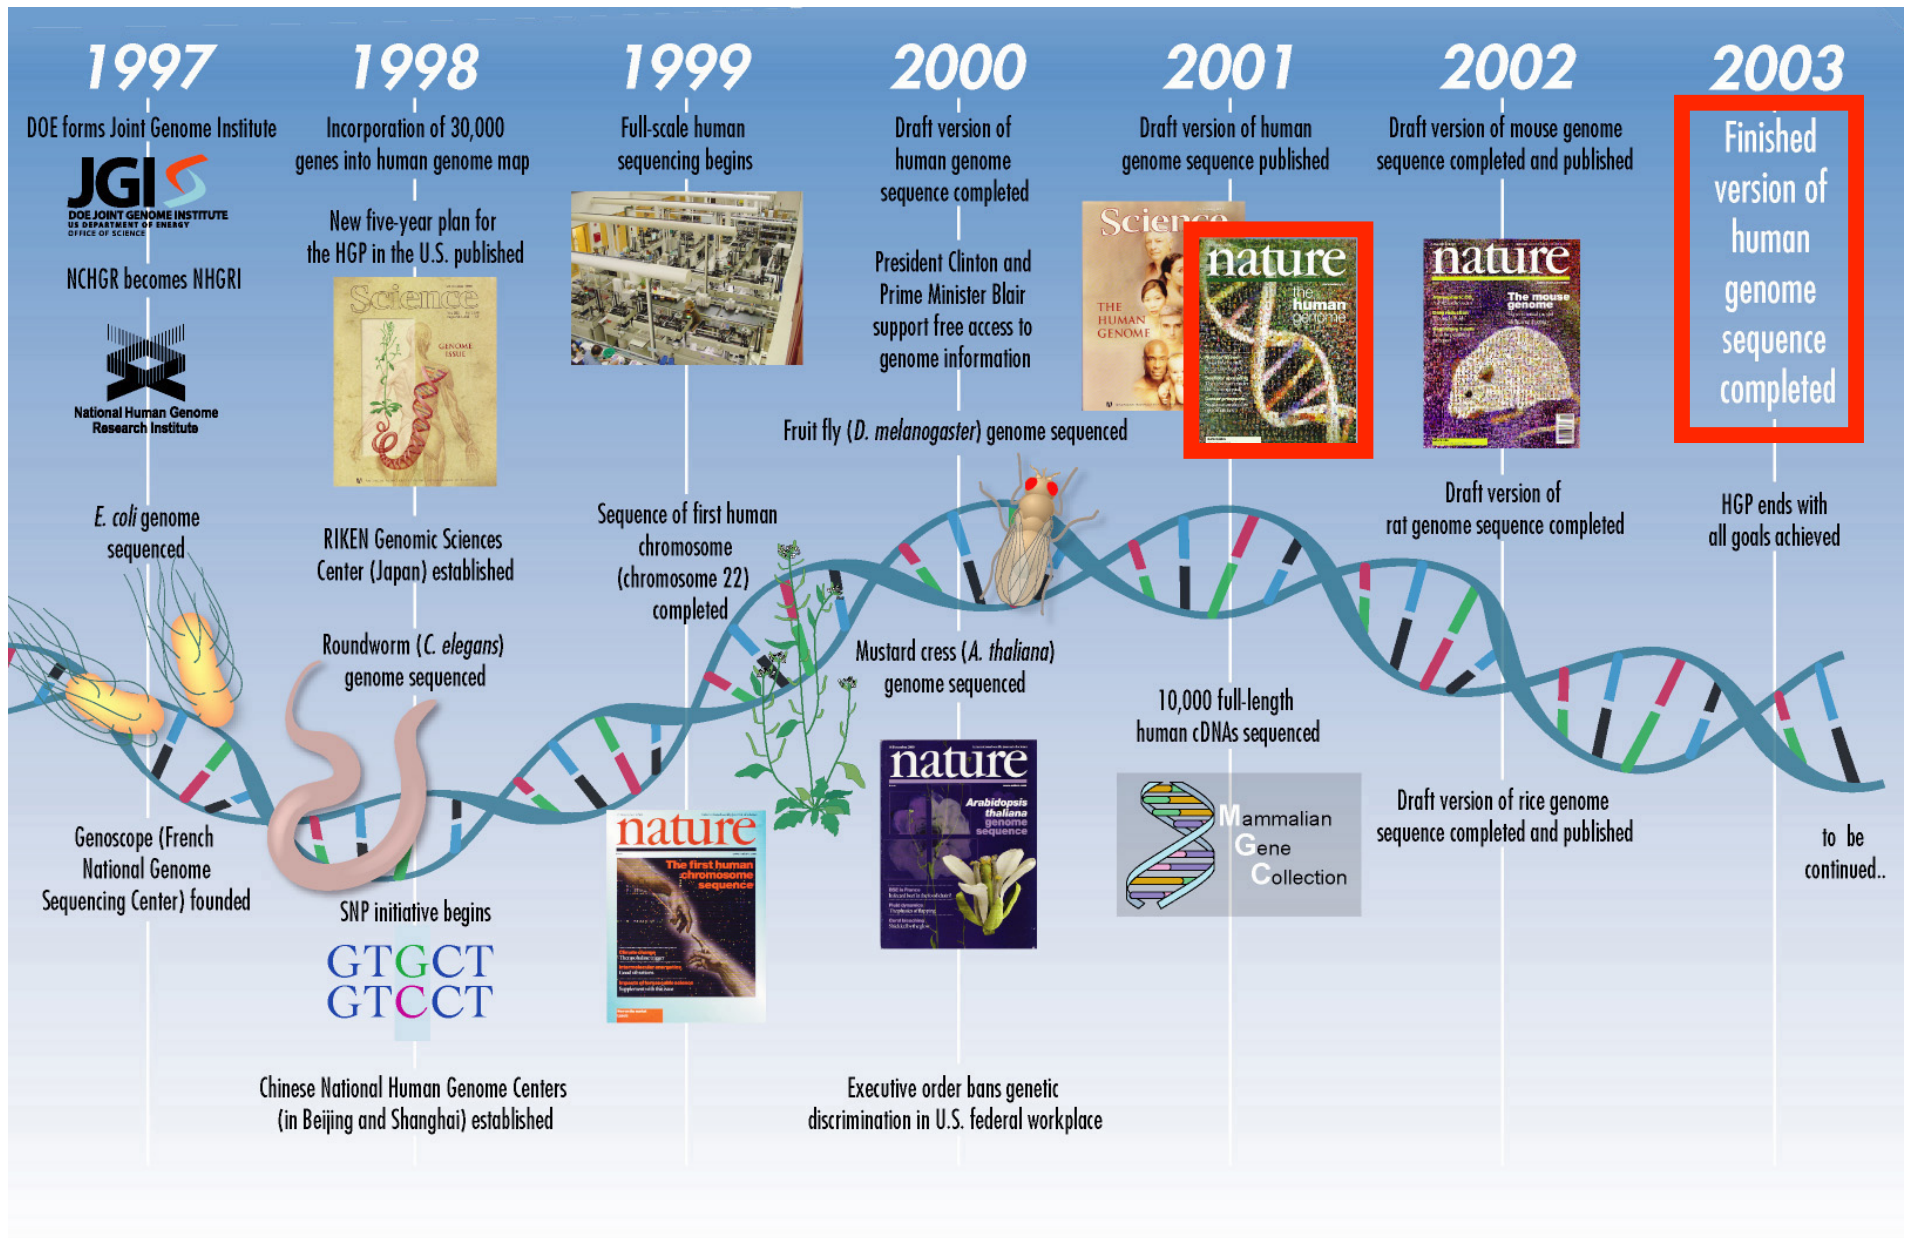 1997
DOE forms Joint Genome Institute
JGI
DOE JOINT GENOME INSTITUTE
US DEPARTMENT OF ENERGY
OFFICE OF SCIENCE
NCHGR becomes NHGRI
National Human Genome
Research Institute
E. coli genome
sequenced
Genoscope (French
National Genome
Sequencing Center) founded
1998
Incorporation of 30,000
genes into human genome map
New five-year plan for
the HGP in the U.S. published
Science
GENOME
ISSUE
RIKEN Genomic Sciences
Center (Japan) established
Roundworm (C. elegans)
genome sequenced
SNP initiative begins
GTGCT
GTCCT
Chinese National Human Genome Centers
(in Beijing and Shanghai) established
1999
Full-scale human
sequencing begins
Sequence of first human
chromosome
(chromosome 22)
completed
nature
The first human
chromosome
sequence
2000
Draft version of
human genome
sequence completed
President Clinton and
Prime Minister Blair
support free access to
genome information
Fruit fly (D. melanogaster) genome sequenced
Mustard cress (A. thaliana)
genome sequenced
nature
Arabidopsis
thaliana
genome
sequence
Executive order bans genetic
discrimination in U.S. federal workplace
2001
Draft version of human
genome sequence published
Science
THE
HUMAN
GENOME
nature
the
human
genome
10,000 full-length
human cDNAs sequenced
Mammalian
Gene
Collection
2002
Draft version of mouse genome
sequence completed and published
nature
The mouse
genome
Draft version of
rat genome sequence completed
Draft version of rice genome
sequence completed and published
2003
Finished
version of
human
genome
sequence
completed
HGP ends with
all goals achieved
to be
continued..